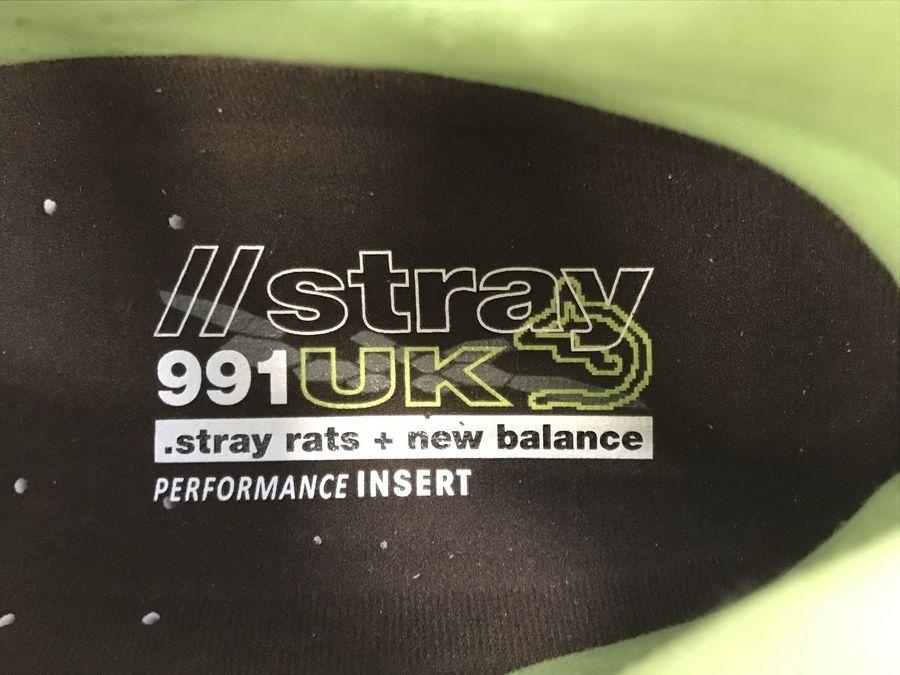 //stray
991UK
.stray rats + new balance
PERFORMANCE INSERT